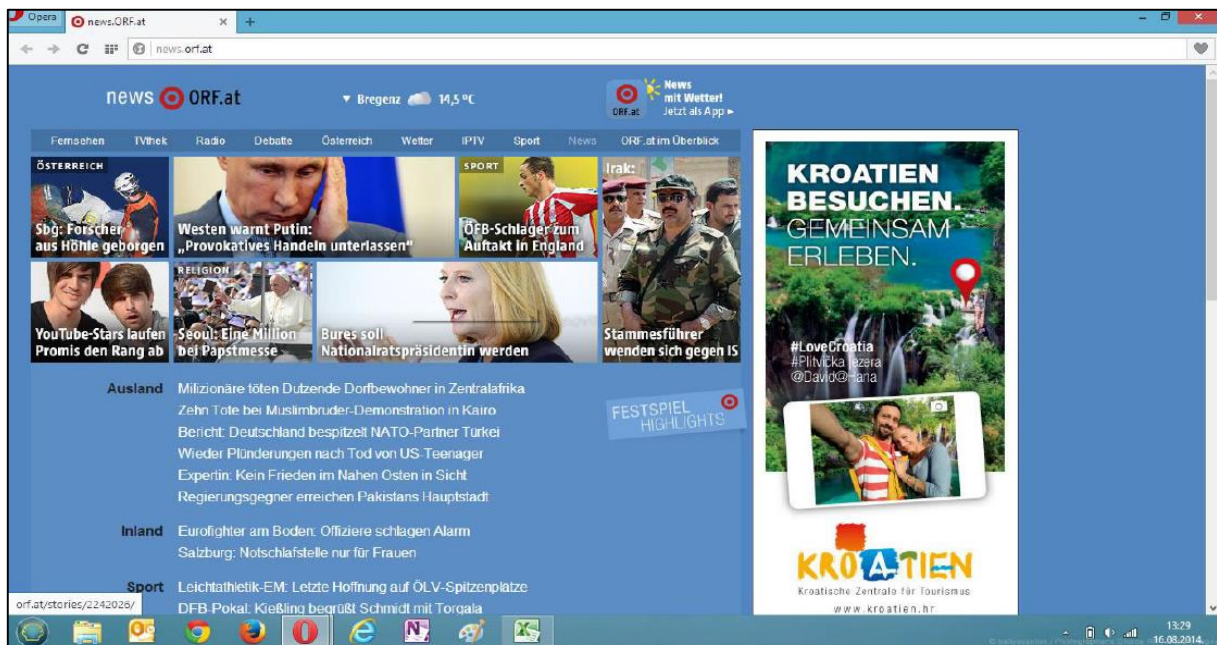 Opera
news.ORF.at
news.orf.at
news ORF.at
Bregenz 14,5 °C
ORF.at
News
mit Wetter!
Jetzt als App
Fernsehen TVthek Radio Debatte Österreich Wetter IPTV Sport News ORF.at im Überblick
ÖSTERREICH
Sbg: Forscher
aus Höhle geborgen
Westen warnt Putin:
„Provokatives Handeln unterlassen“
SPORT
ÖFB-Schlager zum
Auftakt in England
Irak:
Stammesführer
wenden sich gegen IS
YouTube-Stars laufen
Promis den Rang ab
RELIGION
Seoul: Eine Million
bei Papstmesse
Bures soll
Nationalratspräsidentin werden
Ausland Milizionäre töten Dutzende Dorfbewohner in Zentralafrika
Zehn Tote bei Muslimbruder-Demonstration in Kairo
Bericht: Deutschland bespitzelt NATO-Partner Türkei
Wieder Plünderungen nach Tod von US-Teenager
Expertin: Kein Frieden im Nahen Osten in Sicht
Regierungsgegner erreichen Pakistans Hauptstadt
Inland Eurofighter am Boden: Offiziere schlagen Alarm
Salzburg: Notschlafstelle nur für Frauen
Sport Leichtathletik-EM: Letzte Hoffnung auf ÖLV-Spitzenplätze
DFB-Pokal: Kießling begrüßt Schmidt mit Torgala
FESTSPIEL
HIGHLIGHTS
KROATIEN
BESUCHEN.
GEMEINSAM
ERLEBEN.
#LoveCroatia
#Plitvička jezera
@David@Hana
KROATIEN
Kroatische Zentrale für Tourismus
www.kroatien.hr
orf.at/stories/2242026/
13:29
16.08.2014